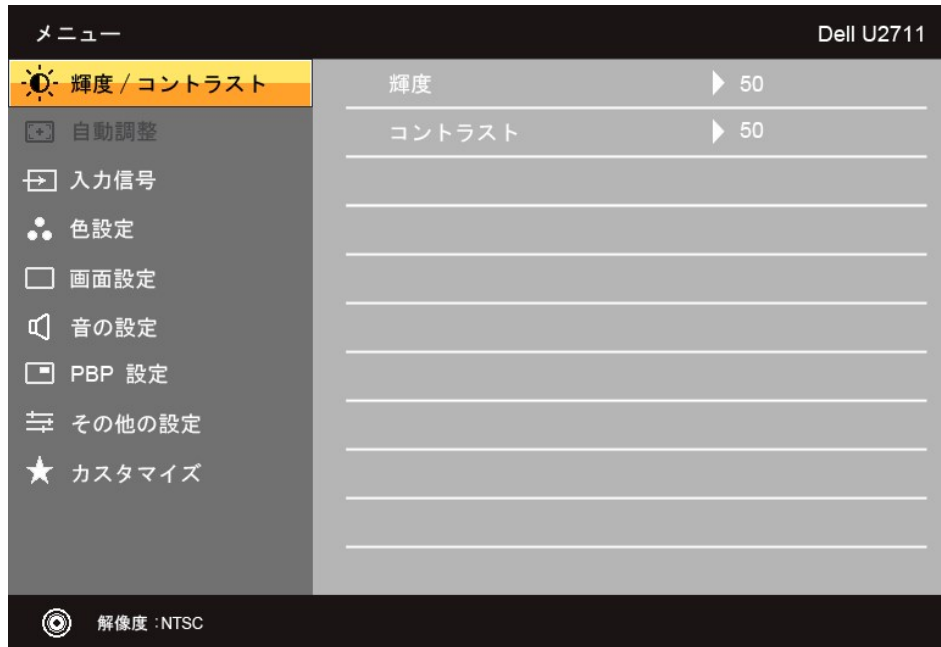 メニュー Dell U2711
輝度 / コントラスト 輝度 50
自動調整 コントラスト 50
入力信号
色設定
画面設定
音の設定
PBP 設定
その他の設定
カスタマイズ
解像度 :NTSC